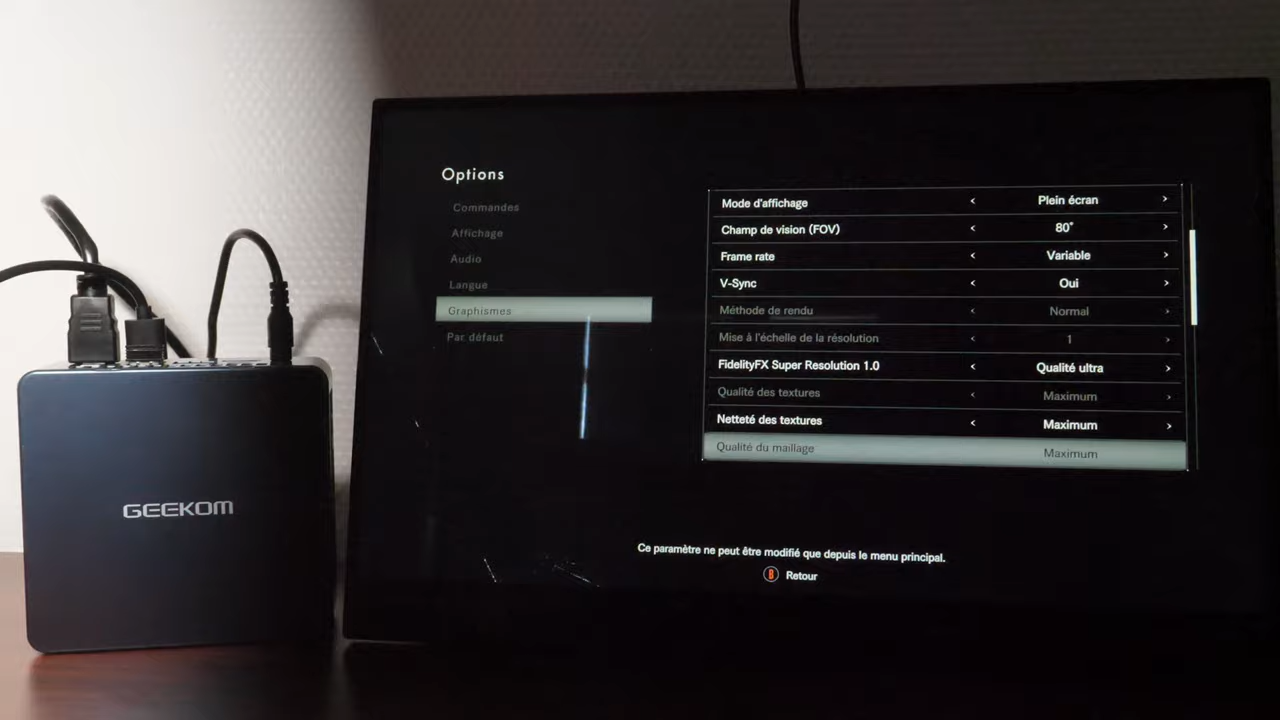 GEEKOM
Options
Commandes
Affichage
Audio
Langue
Graphismes
Par défaut
Mode d'affichage < Plein écran >
Champ de vision (FOV) < 80° >
Frame rate < Variable >
V-Sync < Oui >
Méthode de rendu < Normal >
Mise à l'échelle de la résolution < 1 >
FidelityFX Super Resolution 1.0 < Qualité ultra >
Qualité des textures < Maximum >
Netteté des textures < Maximum >
Qualité du maillage Maximum
Ce paramètre ne peut être modifié que depuis le menu principal.
B Retour